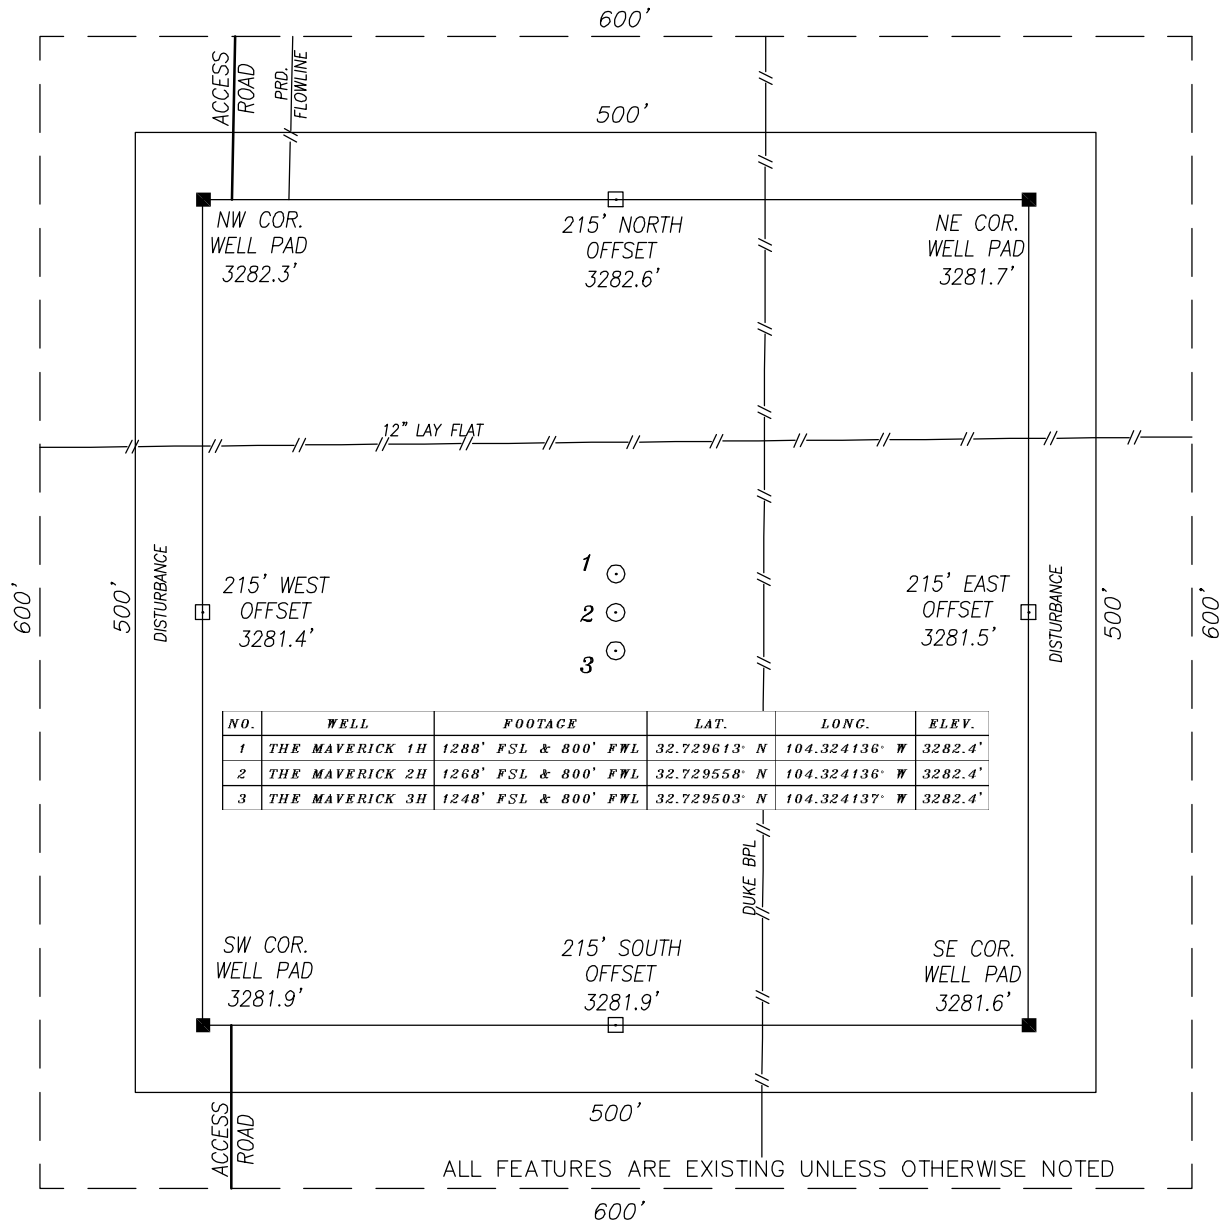 600'
ACCESS
ROAD
PRD.
FLOWLINE
500'
NW COR.
WELL PAD
3282.3'
215' NORTH
OFFSET
3282.6'
NE COR.
WELL PAD
3281.7'
12" LAY FLAT
600'
500'
DISTURBANCE
215' WEST
OFFSET
3281.4'
1
2
3
215' EAST
OFFSET
3281.5'
DISTURBANCE
500'
600'
NO. WELL FOOTAGE LAT. LONG. ELEV.
1 THE MAVERICK 1H 1288' FSL & 800' FWL 32.729613° N 104.324136° W 3282.4'
2 THE MAVERICK 2H 1268' FSL & 800' FWL 32.729558° N 104.324136° W 3282.4'
3 THE MAVERICK 3H 1248' FSL & 800' FWL 32.729503° N 104.324137° W 3282.4'
DUKE BPL
SW COR.
WELL PAD
3281.9'
215' SOUTH
OFFSET
3281.9'
SE COR.
WELL PAD
3281.6'
500'
ACCESS
ROAD
ALL FEATURES ARE EXISTING UNLESS OTHERWISE NOTED
600'